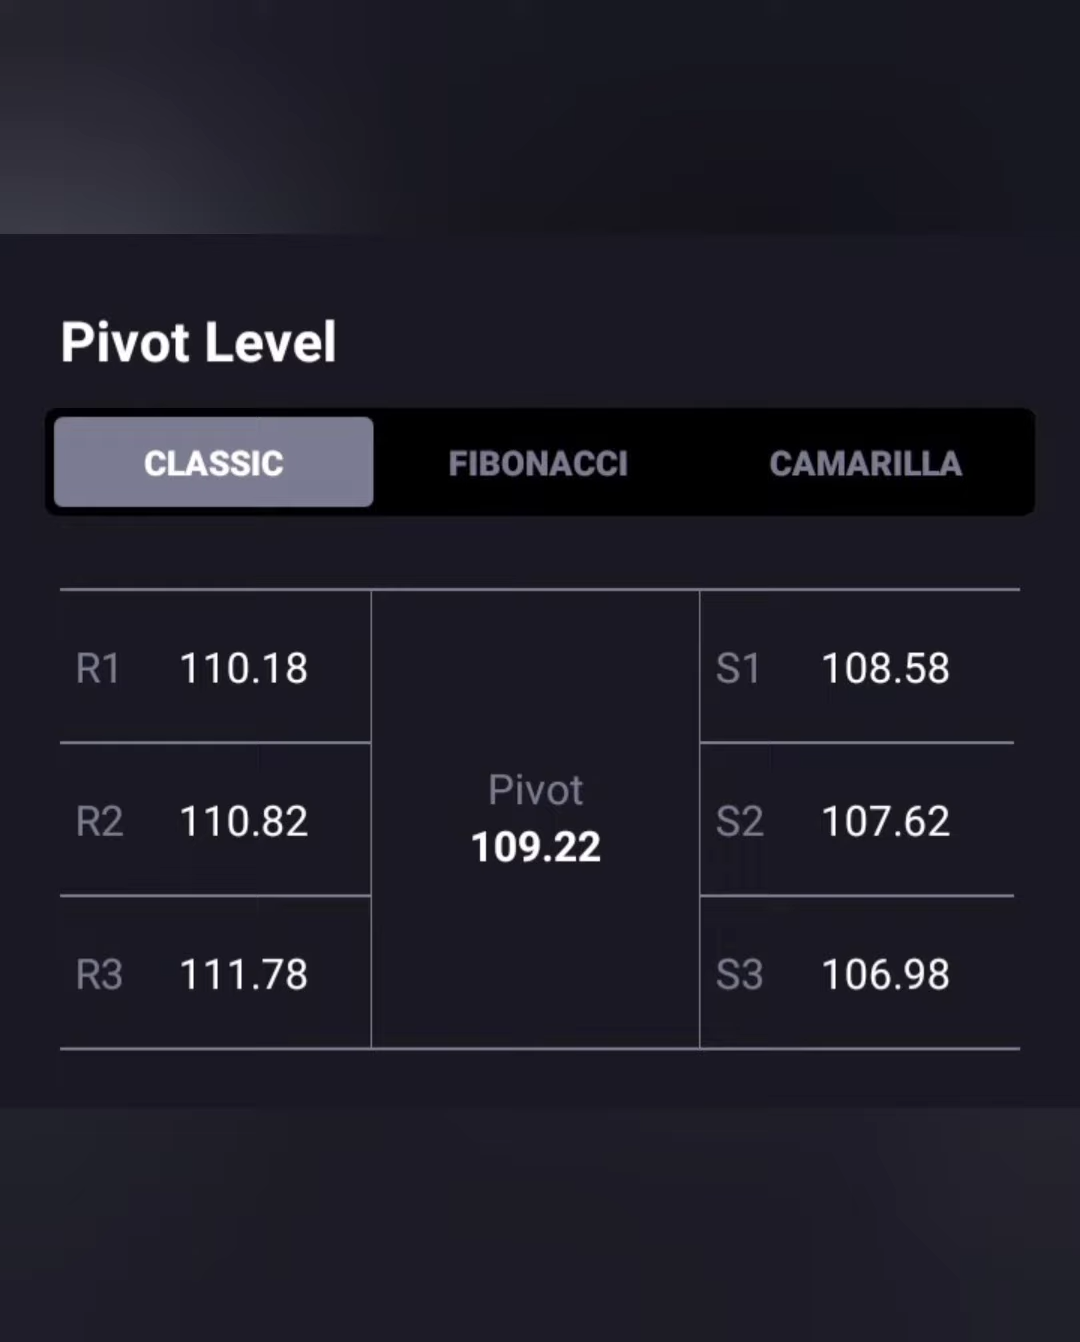 Pivot Level
CLASSIC FIBONACCI CAMARILLA
R1 110.18
R2 110.82
R3 111.78
Pivot
109.22
S1 108.58
S2 107.62
S3 106.98